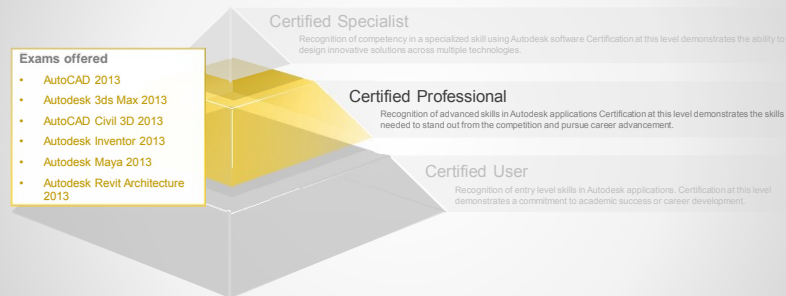 Certified Specialist
Recognition of competency in a specialized skill using Autodesk software Certification at this level demonstrates the ability to
design innovative solutions across multiple technologies.
Exams offered
• AutoCAD 2013
• Autodesk 3ds Max 2013
• AutoCAD Civil 3D 2013
• Autodesk Inventor 2013
• Autodesk Maya 2013
• Autodesk Revit Architecture
2013
Certified Professional
Recognition of advanced skills in Autodesk applications Certification at this level demonstrates the skills
needed to stand out from the competition and pursue career advancement.
Certified User
Recognition of entry level skills in Autodesk applications. Certification at this level
demonstrates a commitment to academic success or career development.